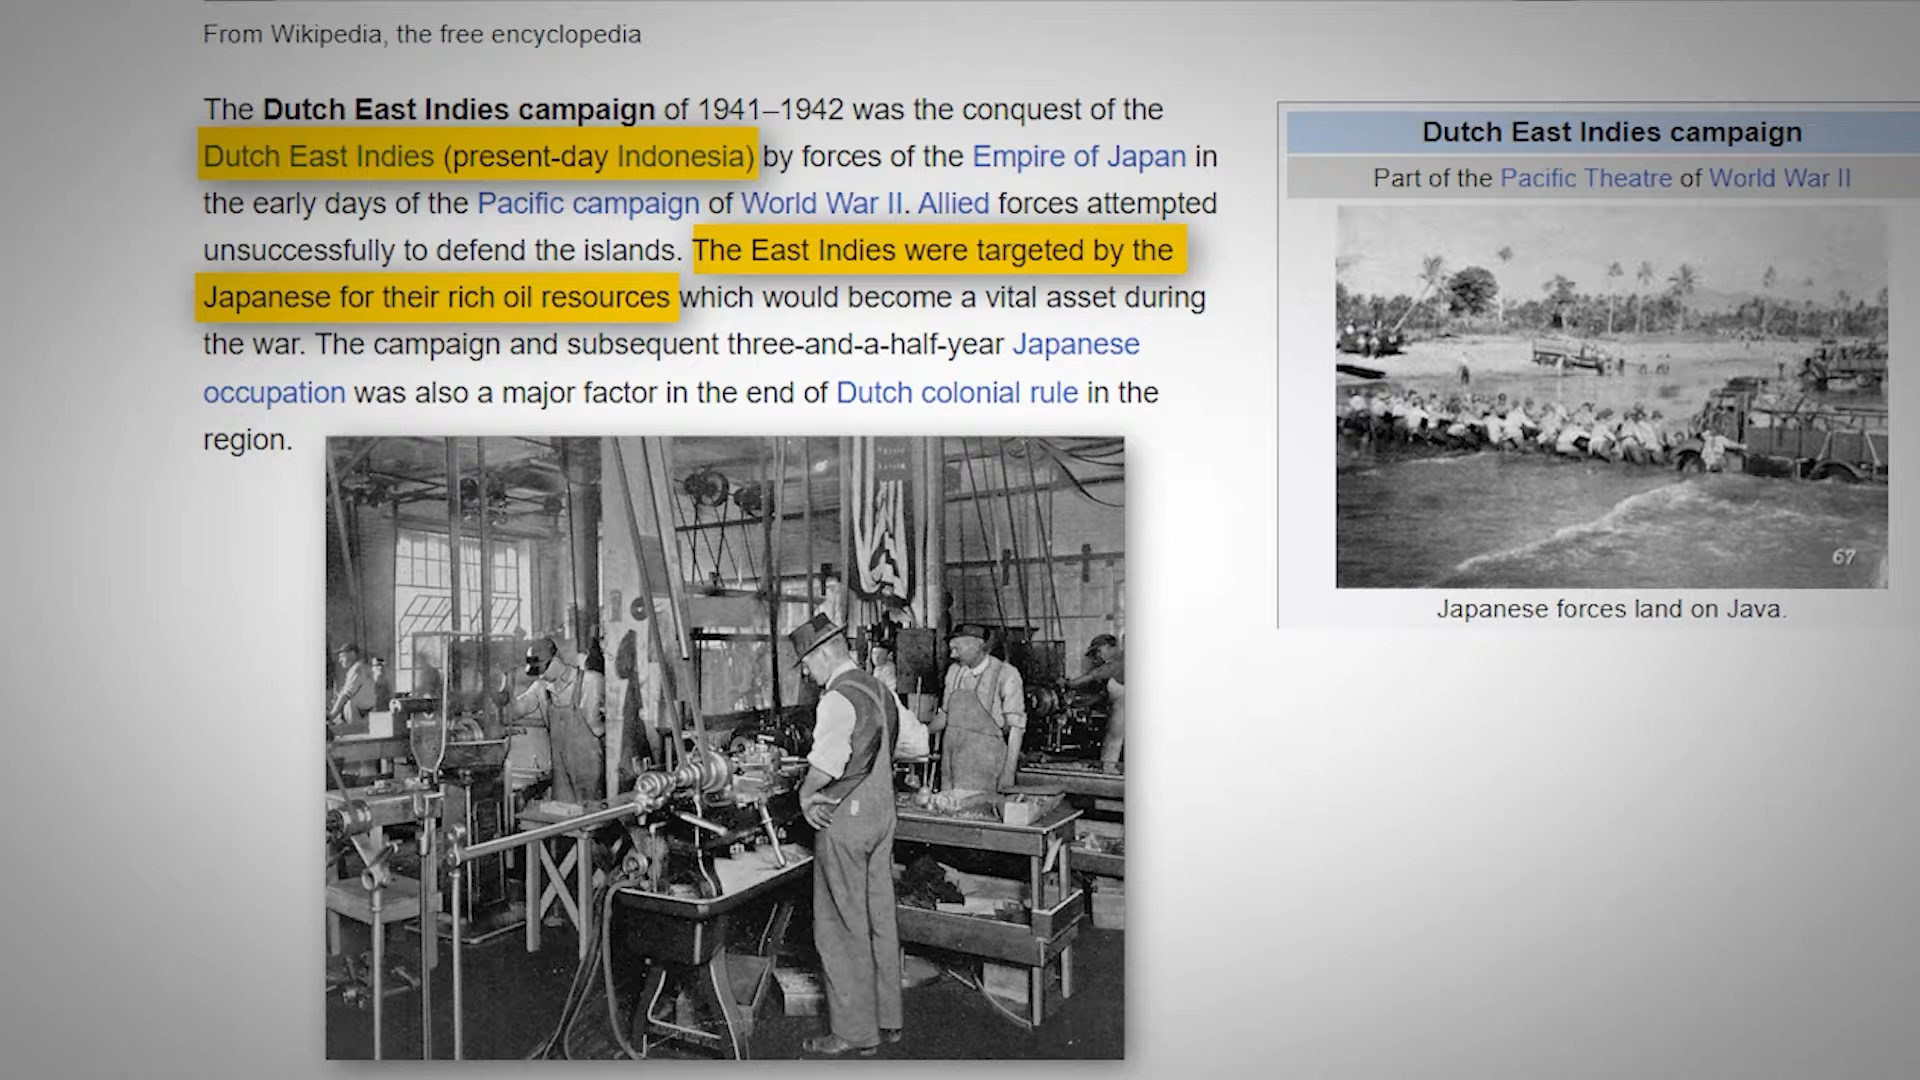 From Wikipedia, the free encyclopedia
The Dutch East Indies campaign of 1941–1942 was the conquest of the
Dutch East Indies (present-day Indonesia) by forces of the Empire of Japan in
the early days of the Pacific campaign of World War II. Allied forces attempted
unsuccessfully to defend the islands. The East Indies were targeted by the
Japanese for their rich oil resources which would become a vital asset during
the war. The campaign and subsequent three-and-a-half-year Japanese
occupation was also a major factor in the end of Dutch colonial rule in the
region.
Dutch East Indies campaign
Part of the Pacific Theatre of World War II
67
Japanese forces land on Java.